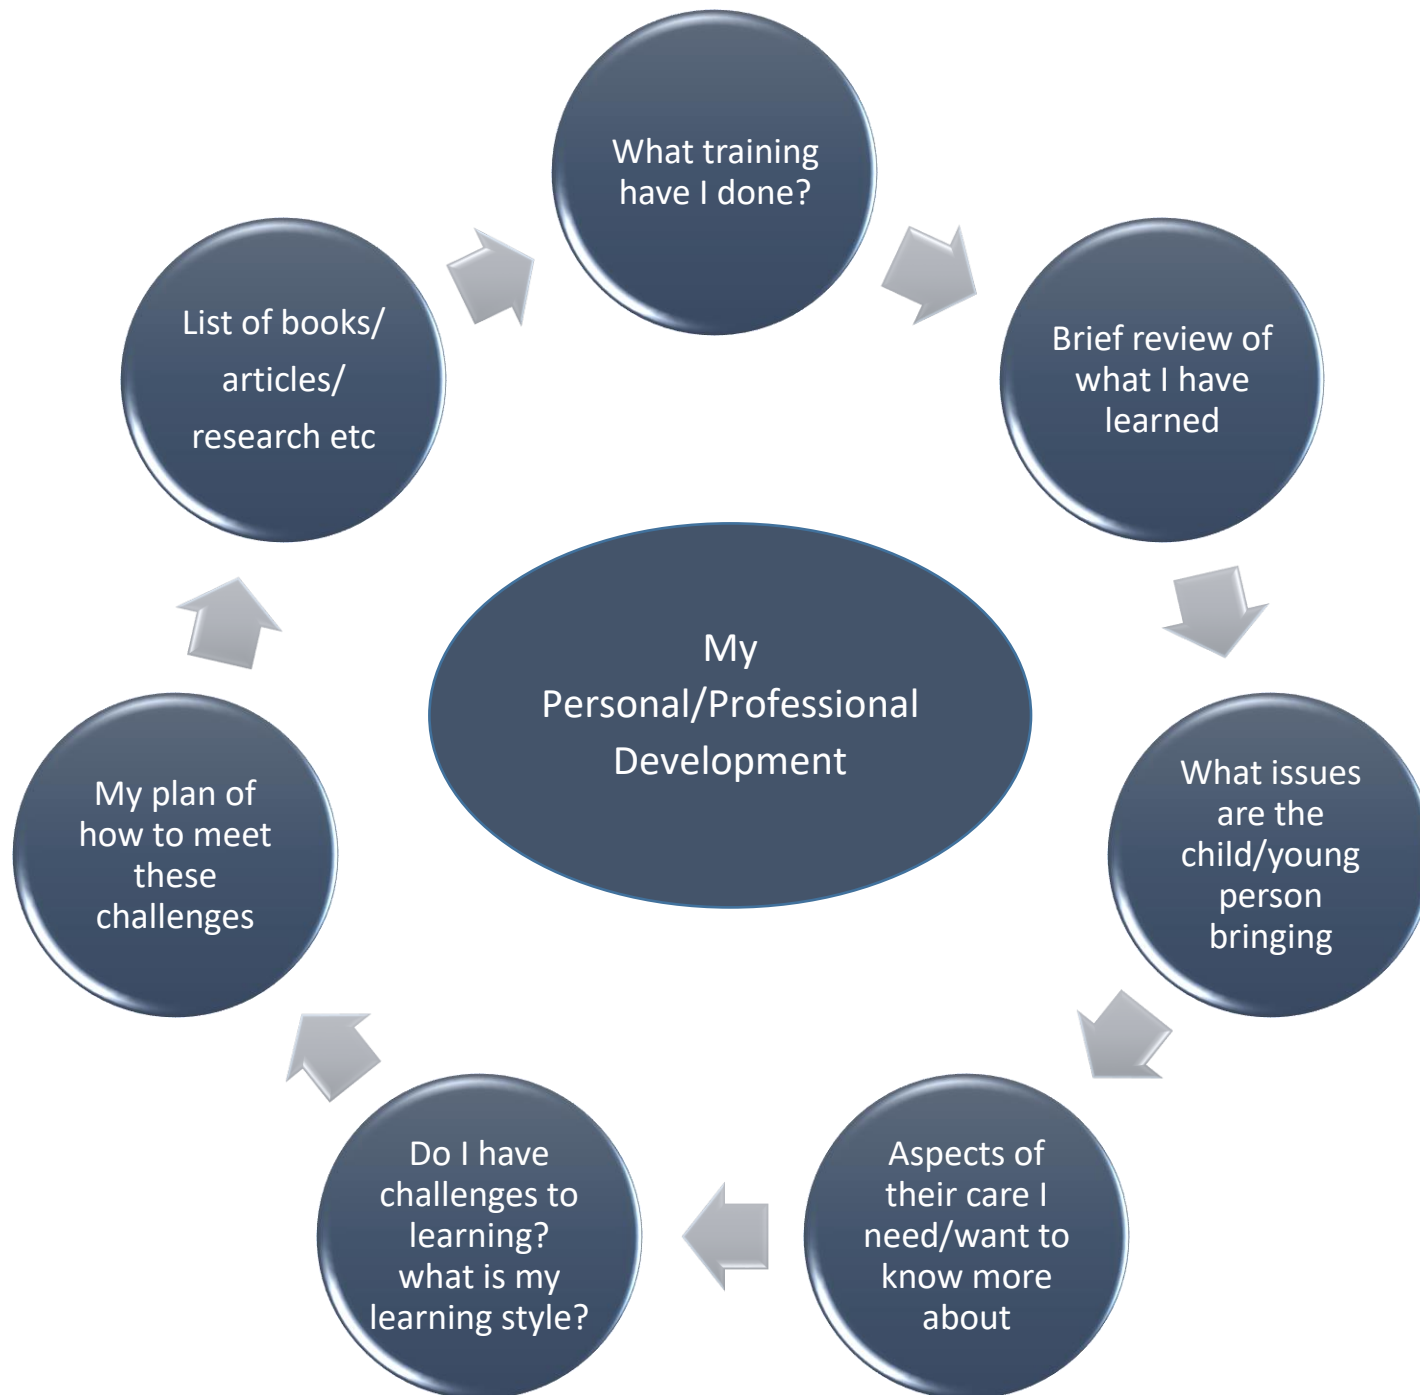 What training
have I done?
Brief review of
what I have
learned
What issues
are the
child/young
person
bringing
Aspects of
their care I
need/want to
know more
about
Do I have
challenges to
learning?
what is my
learning style?
My plan of
how to meet
these
challenges
List of books/
articles/
research etc
My
Personal/Professional
Development